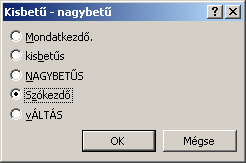 Kisbetű - nagybetű
Mondatkezdő.
kisbetűs
NAGYBETŰS
Szókezdő
vÁLTÁS
OK
Mégse